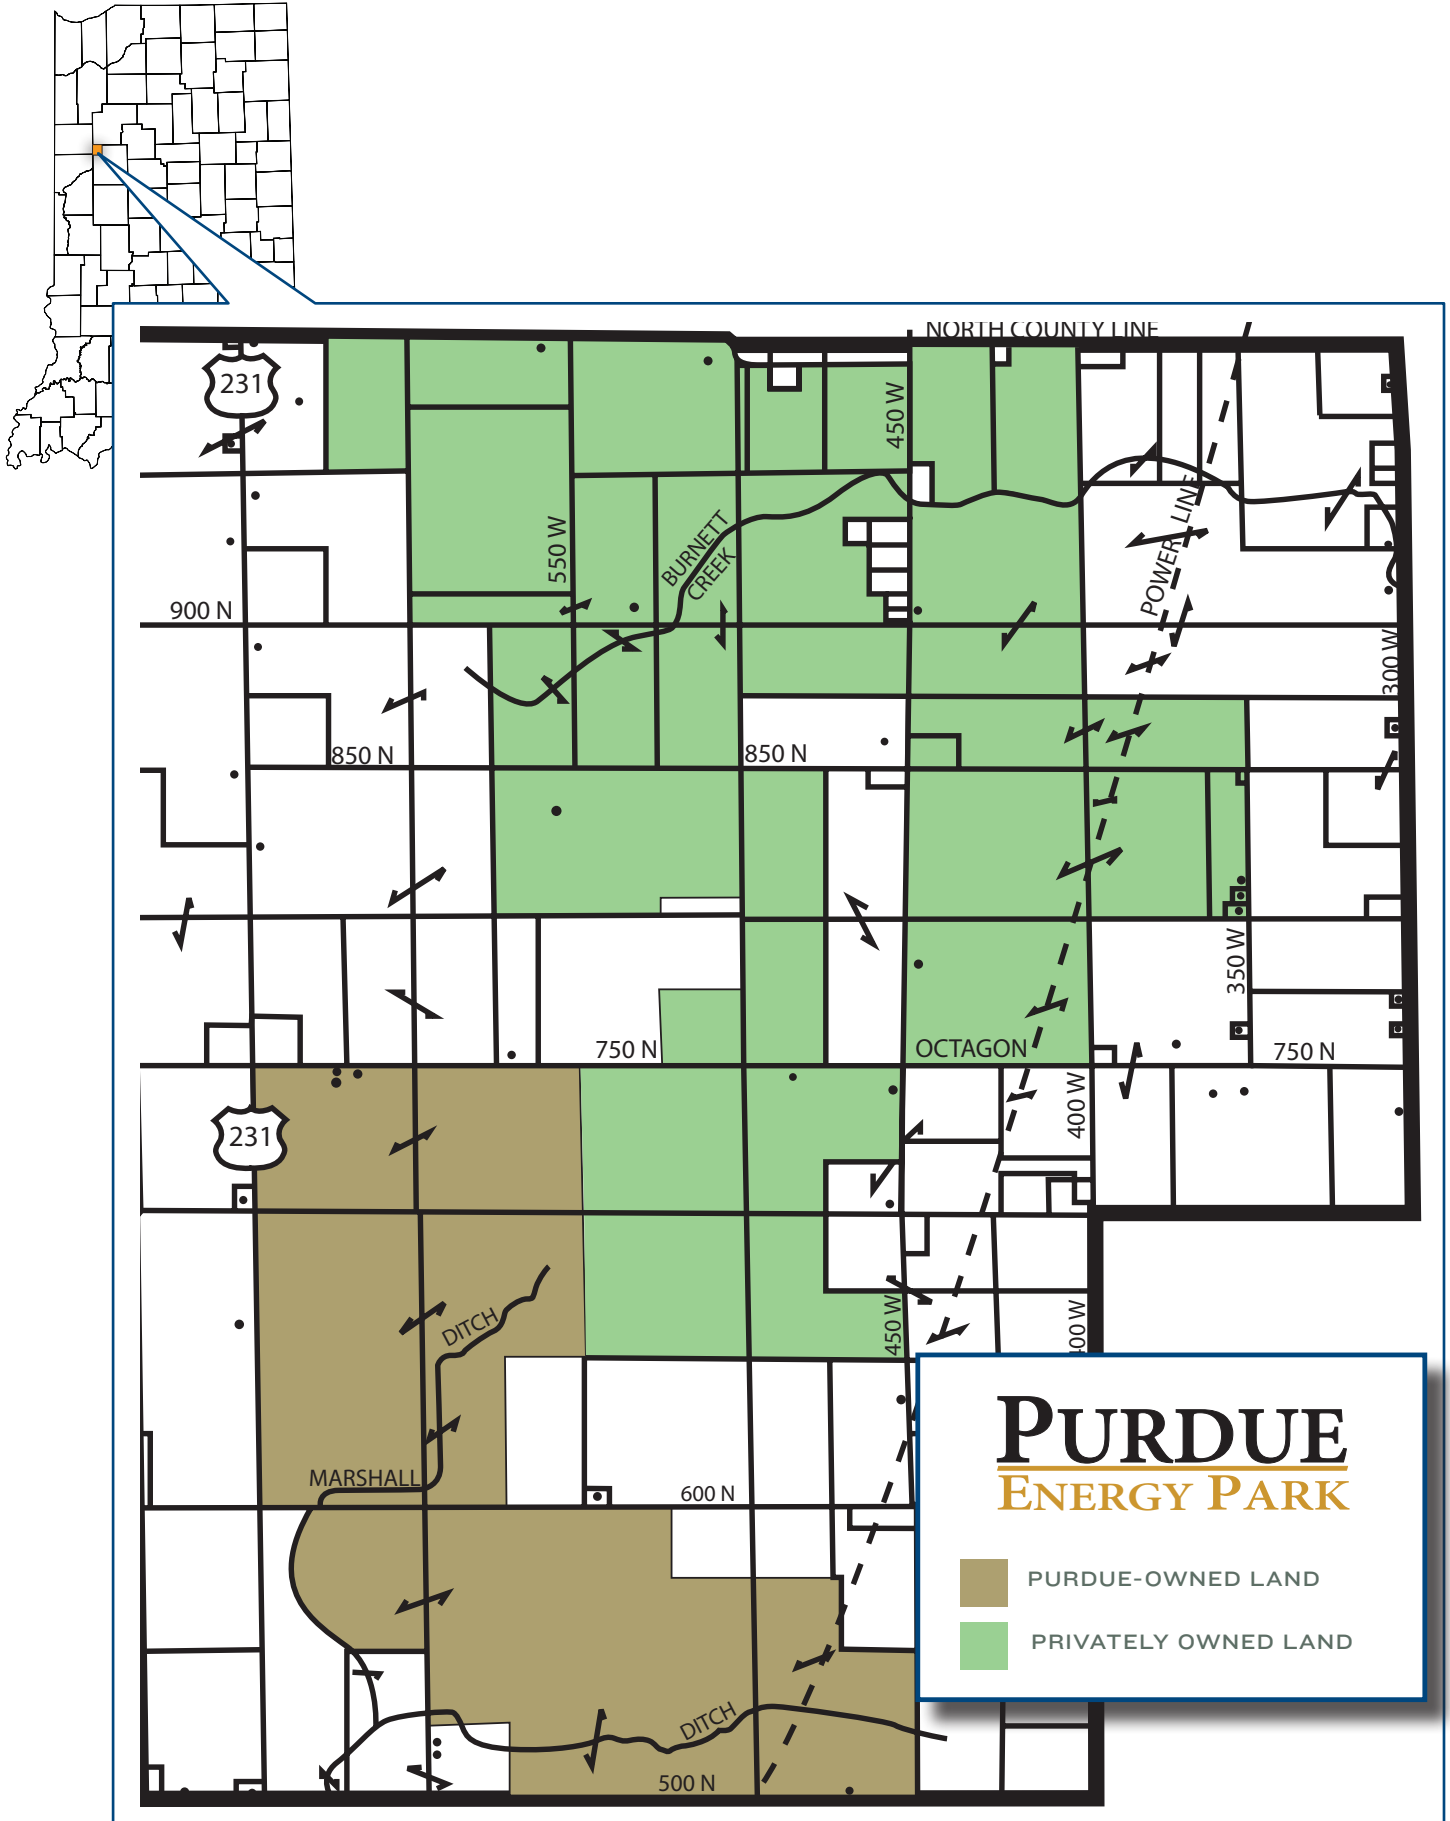 NORTH COUNTY LINE
231
450 W
POWER LINE
550 W
BURNETT
CREEK
900 N
300 W
850 N
850 N
350 W
750 N
OCTAGON
750 N
400 W
231
DITCH
450 W
400 W
MARSHALL
600 N
DITCH
500 N
PURDUE
ENERGY PARK
PURDUE-OWNED LAND
PRIVATELY OWNED LAND